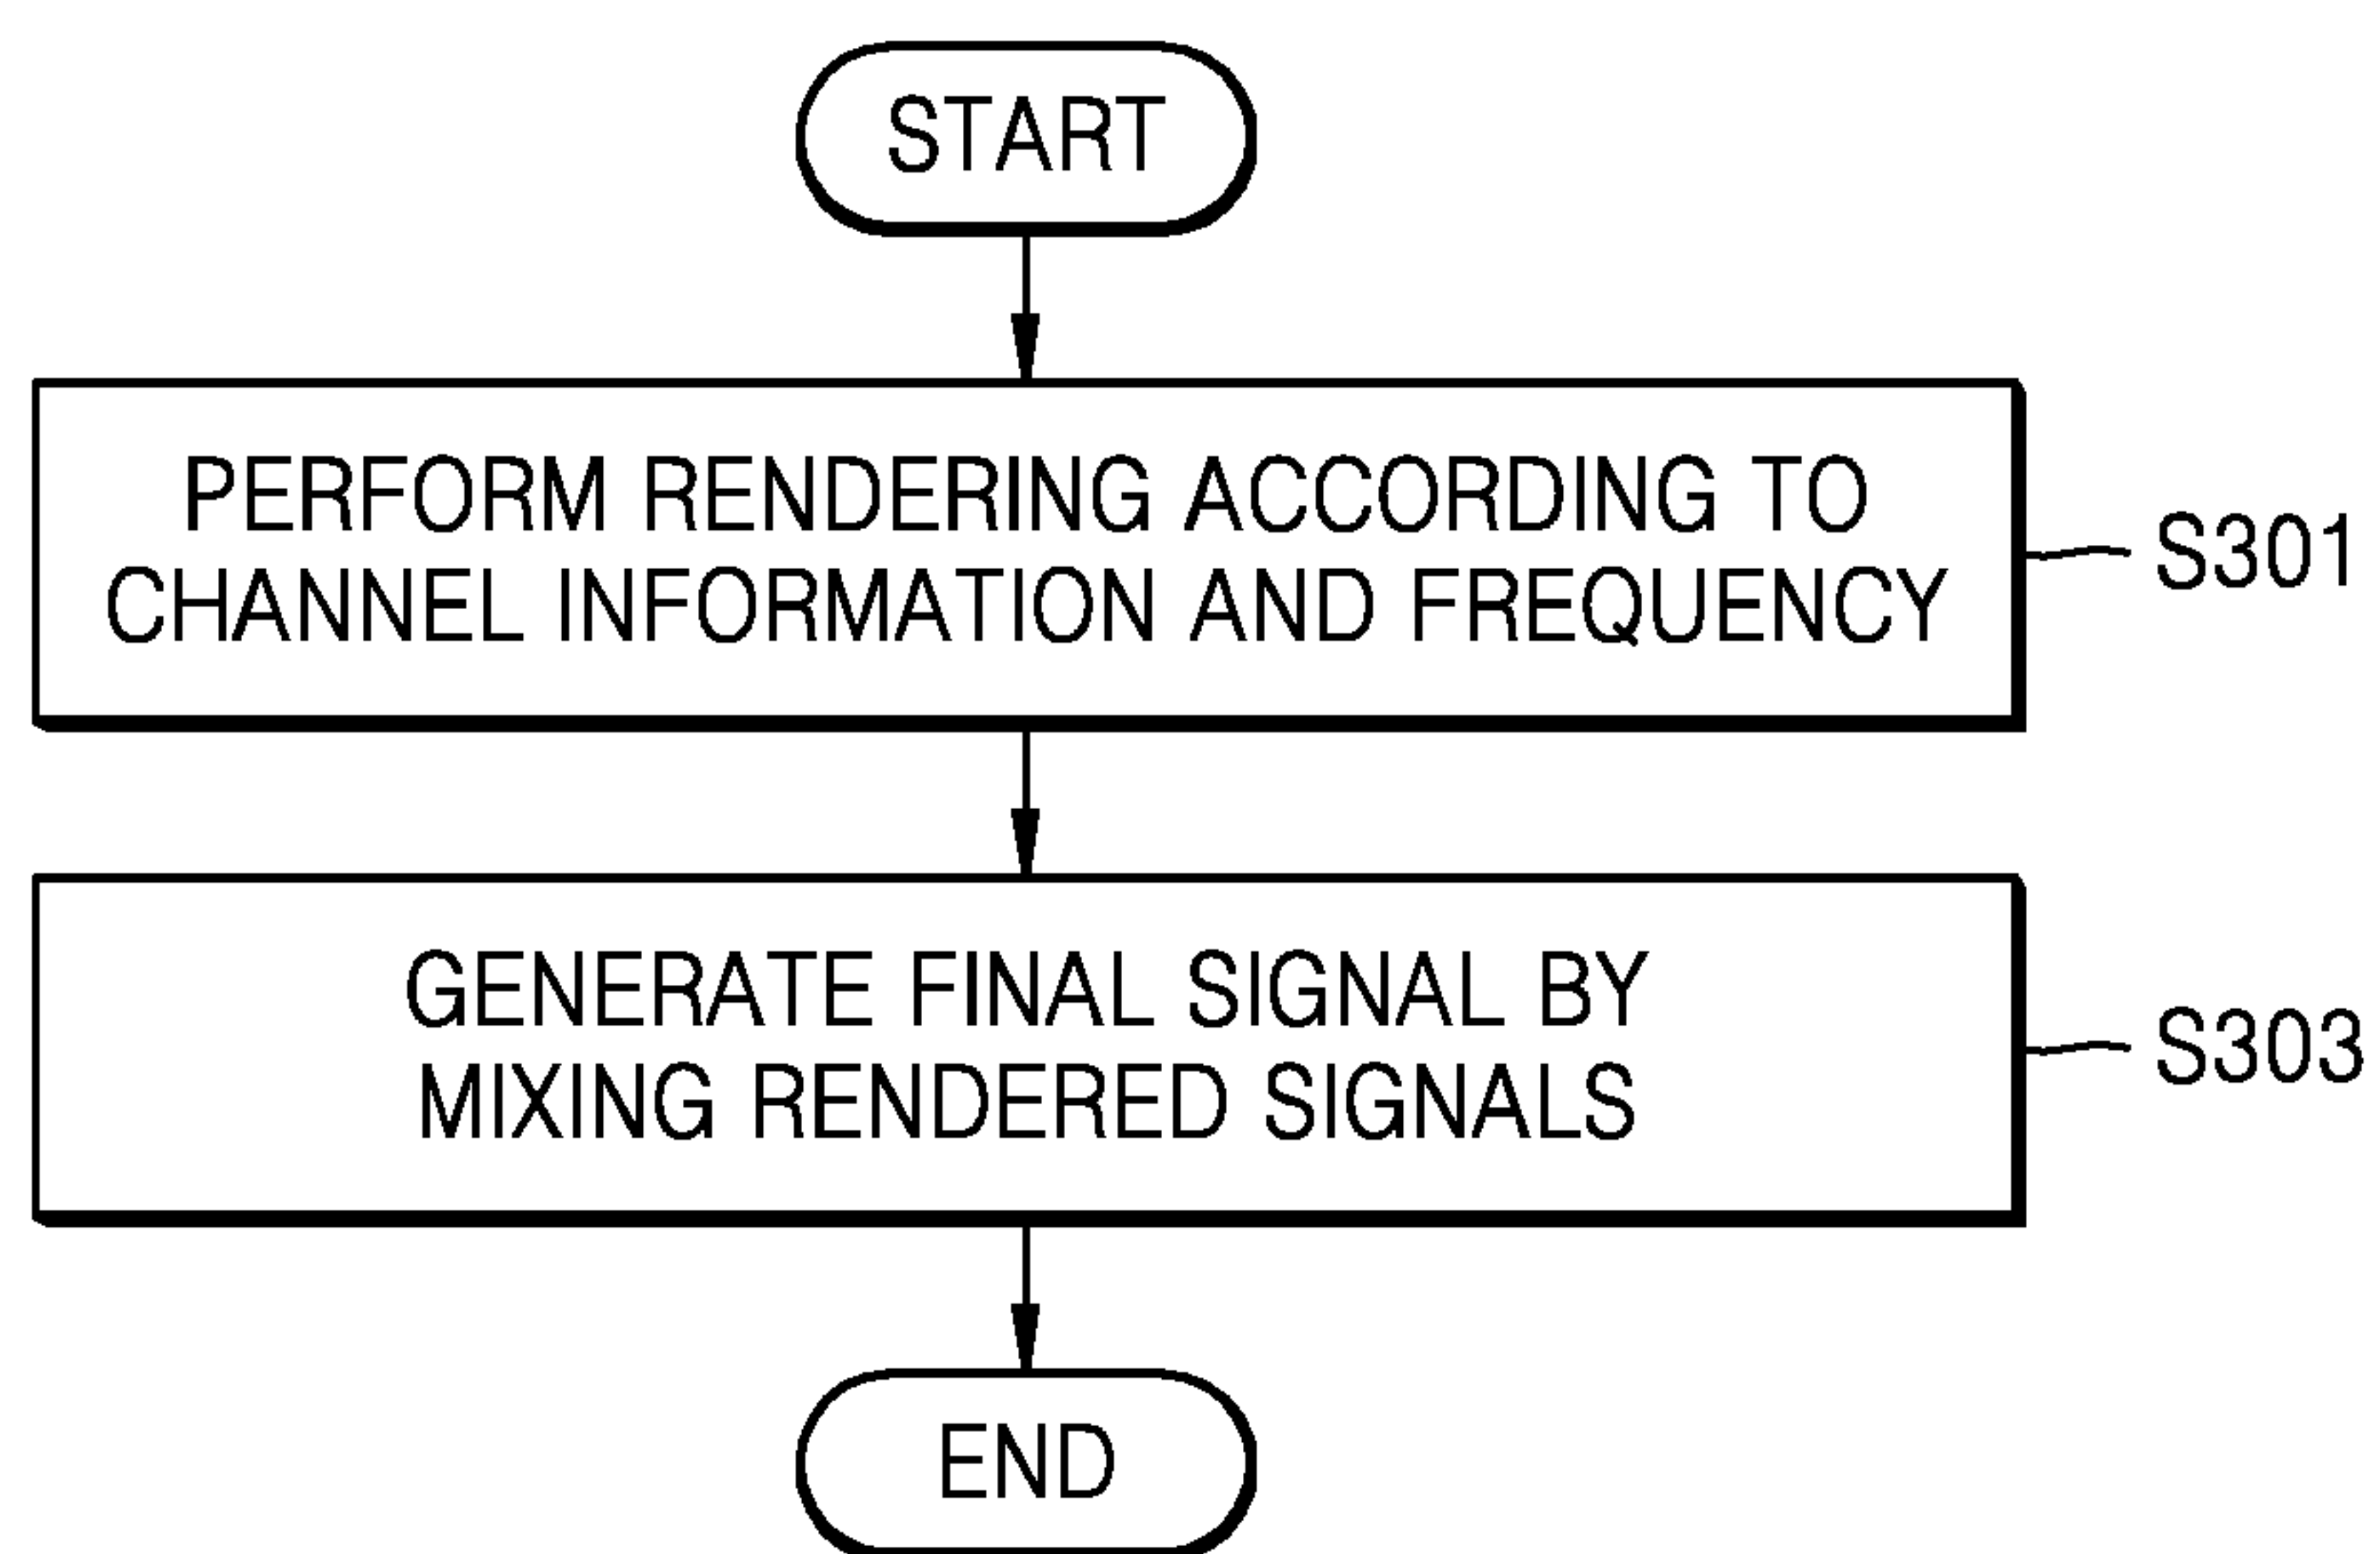 START
PERFORM RENDERING ACCORDING TO
CHANNEL INFORMATION AND FREQUENCY
S301
GENERATE FINAL SIGNAL BY
MIXING RENDERED SIGNALS
S303
END